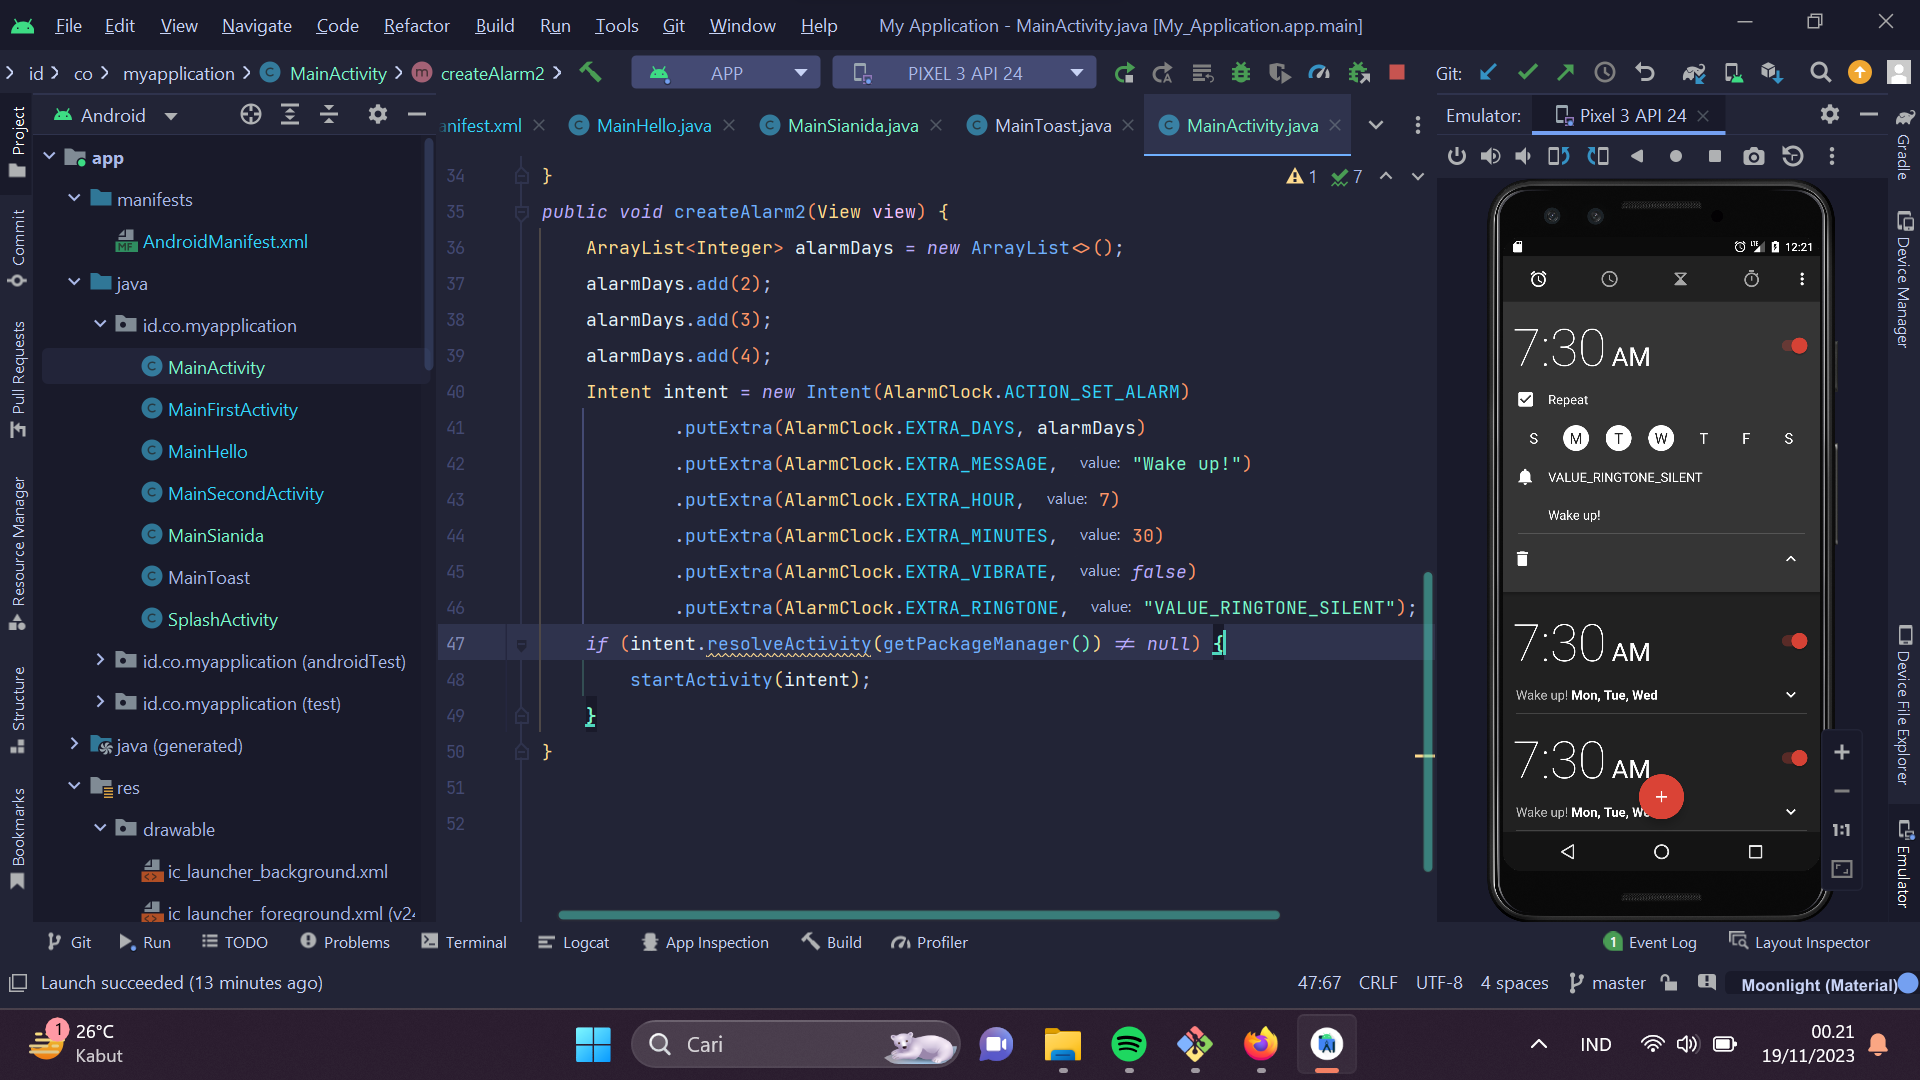 File Edit View Navigate Code Refactor Build Run Tools Git Window Help My Application - MainActivity.java [My_Application.app.main]
id co myapplication MainActivity createAlarm2 APP PIXEL 3 API 24 Git:
Android
anifest.xml MainHello.java MainSianida.java MainToast.java MainActivity.java
Emulator: Pixel 3 API 24
Project
Commit
Pull Requests
Resource Manager
Structure
Bookmarks
app
manifests
AndroidManifest.xml
java
id.co.myapplication
MainActivity
MainFirstActivity
MainHello
MainSecondActivity
MainSianida
MainToast
SplashActivity
id.co.myapplication (androidTest)
id.co.myapplication (test)
java (generated)
res
drawable
ic_launcher_background.xml
ic_launcher_foreground.xml (v24
1 7
34 }
35 public void createAlarm2(View view) {
36 ArrayList<Integer> alarmDays = new ArrayList<>();
37 alarmDays.add(2);
38 alarmDays.add(3);
39 alarmDays.add(4);
40 Intent intent = new Intent(AlarmClock.ACTION_SET_ALARM)
41 .putExtra(AlarmClock.EXTRA_DAYS, alarmDays)
42 .putExtra(AlarmClock.EXTRA_MESSAGE, value: "Wake up!")
43 .putExtra(AlarmClock.EXTRA_HOUR, value: 7)
44 .putExtra(AlarmClock.EXTRA_MINUTES, value: 30)
45 .putExtra(AlarmClock.EXTRA_VIBRATE, value: false)
46 .putExtra(AlarmClock.EXTRA_RINGTONE, value: "VALUE_RINGTONE_SILENT");
47 if (intent.resolveActivity(getPackageManager()) != null) {
48 startActivity(intent);
49 }
50 }
51
52
LTE 12:21
7:30 AM
Repeat
S M T W T F S
VALUE_RINGTONE_SILENT
Wake up!
7:30 AM
Wake up! Mon, Tue, Wed
7:30 AM
Wake up! Mon, Tue, We
1:1
Gradle
Device Manager
Device File Explorer
Emulator
Git Run TODO Problems Terminal Logcat App Inspection Build Profiler 1 Event Log Layout Inspector
Launch succeeded (13 minutes ago) 47:67 CRLF UTF-8 4 spaces master Moonlight (Material)
1 26°C
Kabut
Cari
IND
00.21
19/11/2023